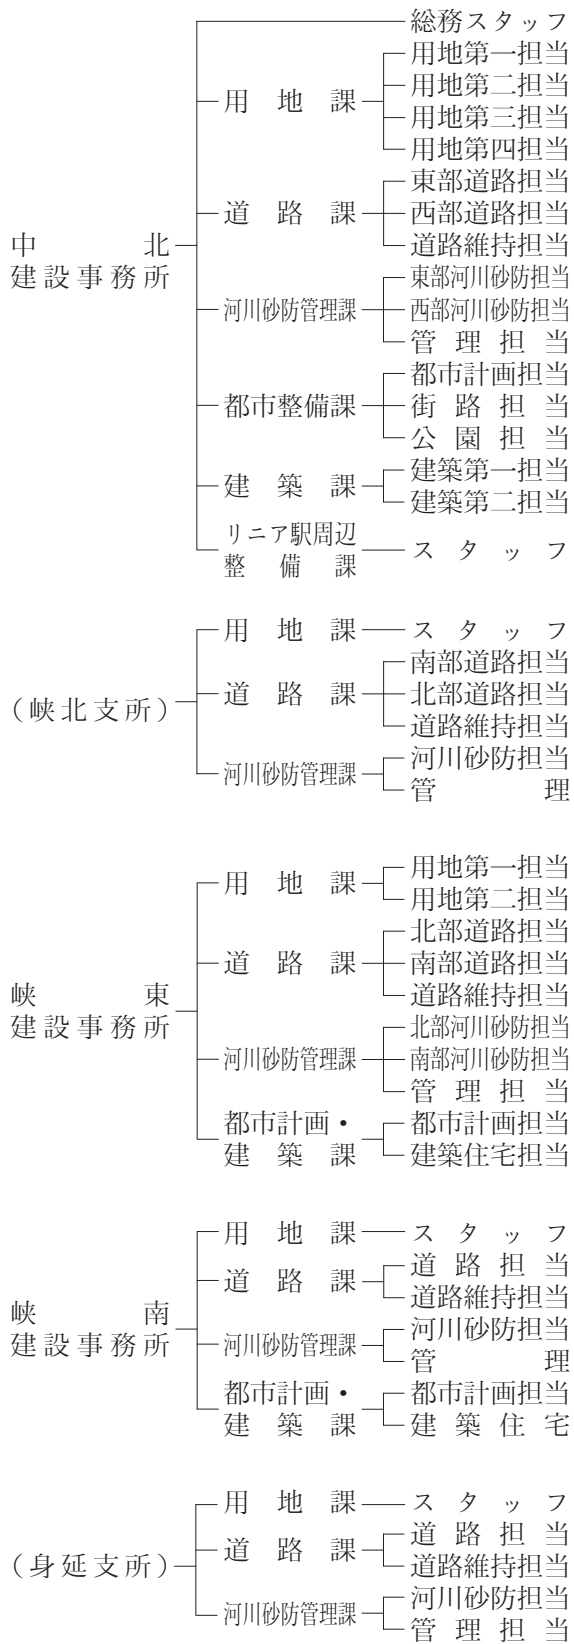 総務スタッフ
用地第一担当
用地第二担当
用地課
用地第三担当
用地第四担当
東部道路担当
道路課 西部道路担当
中北 道路維持担当
建設事務所 東部河川砂防担当
河川砂防管理課 西部河川砂防担当
管理担当
都市計画担当
都市整備課 街路担当
公園担当
建築第一担当
建築課
建築第二担当
リニア駅周辺
整備課 スタッフ
用地課 スタッフ
南部道路担当
(峡北支所) 道路課 北部道路担当
道路維持担当
河川砂防担当
河川砂防管理課
管理
用地第一担当
用地課
用地第二担当
北部道路担当
道路課 南部道路担当
峡東 道路維持担当
建設事務所 北部河川砂防担当
河川砂防管理課 南部河川砂防担当
管理担当
都市計画・ 都市計画担当
建築課 建築住宅担当
用地課 スタッフ
道路担当
道路課
道路維持担当
峡南 河川砂防担当
建設事務所 河川砂防管理課
管理
都市計画・ 都市計画担当
建築課 建築住宅
用地課 スタッフ
道路担当
道路課
(身延支所) 道路維持担当
河川砂防担当
河川砂防管理課
管理担当